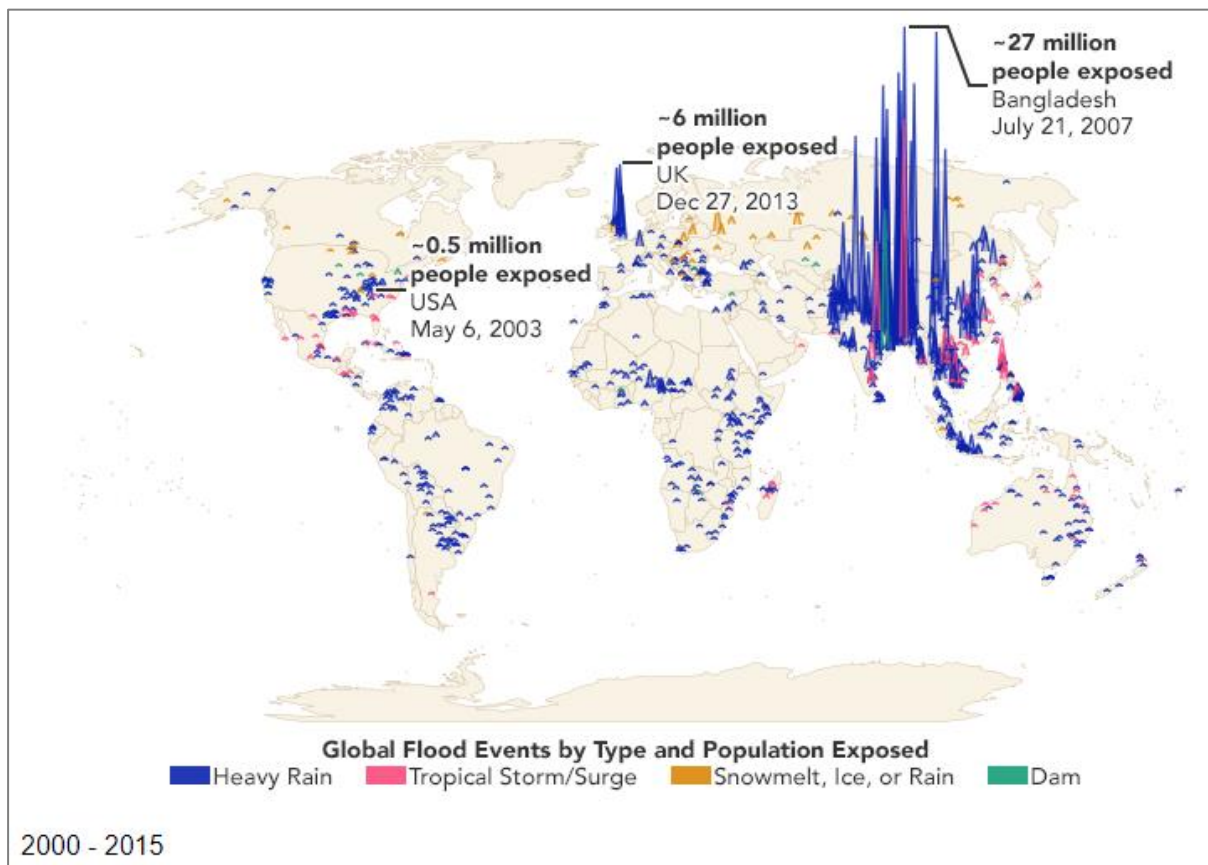 ~27 million
people exposed
Bangladesh
July 21, 2007
~6 million
people exposed
UK
Dec 27, 2013
~0.5 million
people exposed
USA
May 6, 2003
Global Flood Events by Type and Population Exposed
Heavy Rain Tropical Storm/Surge Snowmelt, Ice, or Rain Dam
2000 - 2015